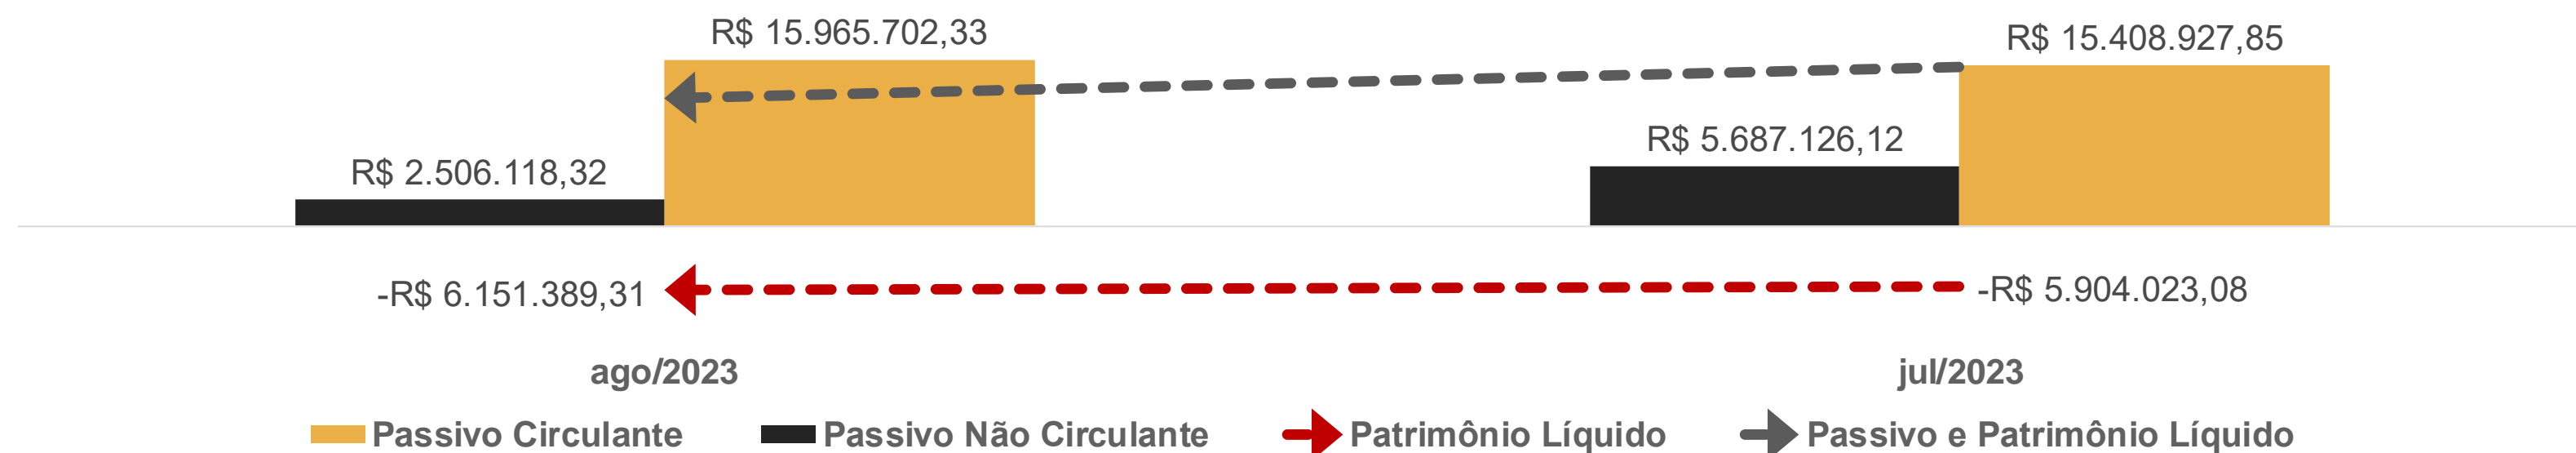 R$ 15.965.702,33
R$ 15.408.927,85
R$ 5.687.126,12
R$ 2.506.118,32
-R$ 6.151.389,31
-R$ 5.904.023,08
ago/2023
jul/2023
Passivo Circulante
Passivo Não Circulante
Patrimônio Líquido
Passivo e Patrimônio Líquido